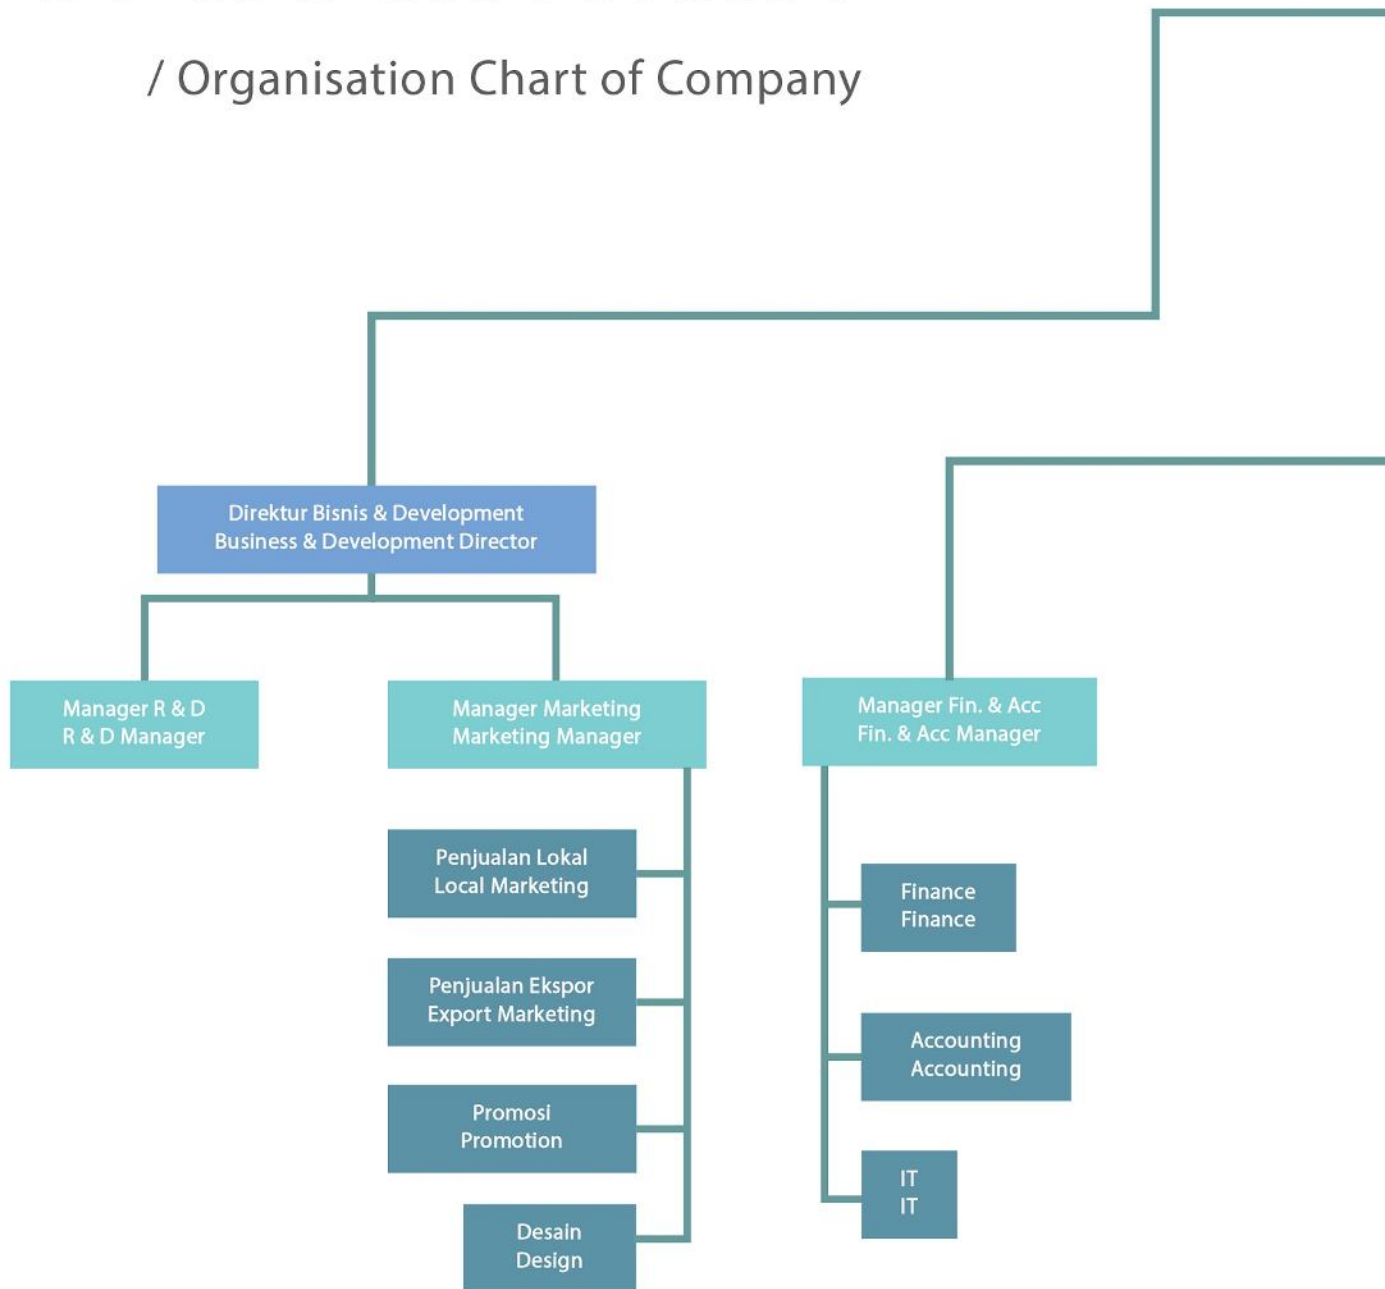 / Organisation Chart of Company
Direktur Bisnis & Development
Business & Development Director
Manager R & D
R & D Manager
Manager Marketing
Marketing Manager
Manager Fin. & Acc
Fin. & Acc Manager
Penjualan Lokal
Local Marketing
Penjualan Ekspor
Export Marketing
Promosi
Promotion
Desain
Design
Finance
Finance
Accounting
Accounting
IT
IT